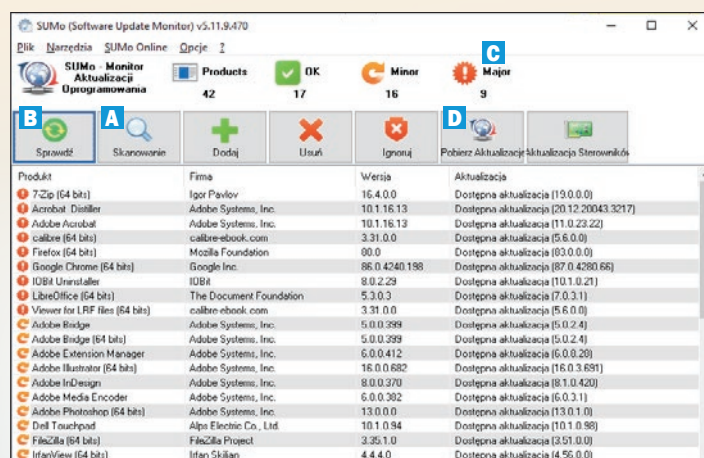 SUMo (Software Update Monitor) v5.11.9.470
Plik Narzędzia SUMo Online Opcje ?
SUMo - Monitor Aktualizacji Oprogramowania
Products
42
OK
17
Minor
16
C
Major
9
B
Sprawdź
A
Skanowanie
Dodaj
Usuń
Ignoruj
D
Pobierz Aktualizacje
Aktualizacja Sterowników
Produkt Firma Wersja Aktualizacja
7-Zip (64 bits) Igor Pavlov 16.4.0.0 Dostępna aktualizacja (19.0.0.0)
Acrobat Distiller Adobe Systems, Inc. 10.1.16.13 Dostępna aktualizacja (20.12.20043.3217)
Adobe Acrobat Adobe Systems, Inc. 10.1.16.13 Dostępna aktualizacja (11.0.23.22)
calibre (64 bits) calibre-ebook.com 3.31.0.0 Dostępna aktualizacja (5.6.0.0)
Firefox (64 bits) Mozilla Foundation Dostępna aktualizacja
Google Chrome (64 bits) Google Inc. 86.0.4240.198 Dostępna aktualizacja (87.0.4280.66)
IOBit Uninstaller IOBit 8.0.2.29 Dostępna aktualizacja (10.1.0.21)
LibreOffice (64 bits) The Document Foundation 5.3.0.3 Dostępna aktualizacja (7.0.3.1)
Viewer for LRF files (64 bits) calibre-ebook.com 3.31.0.0 Dostępna aktualizacja (5.6.0.0)
Adobe Bridge Adobe Systems, Inc. 5.0.0.399 Dostępna aktualizacja (5.0.2.4)
Adobe Bridge (64 bits) Adobe Systems, Inc. 5.0.0.399 Dostępna aktualizacja (5.0.2.4)
Adobe Extension Manager Adobe Systems, Inc. 6.0.0.412 Dostępna aktualizacja (6.0.8.28)
Adobe Illustrator (64 bits) Adobe Systems, Inc. 16.0.0.682 Dostępna aktualizacja (16.0.3.691)
Adobe InDesign Adobe Systems, Inc. 8.0.0.370 Dostępna aktualizacja (8.1.0.420)
Adobe Media Encoder Adobe Systems, Inc. 6.0.0.382 Dostępna aktualizacja (6.0.3.1)
Adobe Photoshop (64 bits) Adobe Systems, Inc. 13.0.0.0 Dostępna aktualizacja (13.0.1.0)
Dell Touchpad Alps Electric Co., Ltd. 10.1.0.94 Dostępna aktualizacja (10.1.0.98)
FileZilla (64 bits) FileZilla Project 3.35.1.0 Dostępna aktualizacja (3.51.0.0)
IrfanView (64 bits) Irfan Skiljan 4.4.4.0 Dostępna aktualizacja (4.56.0.0)